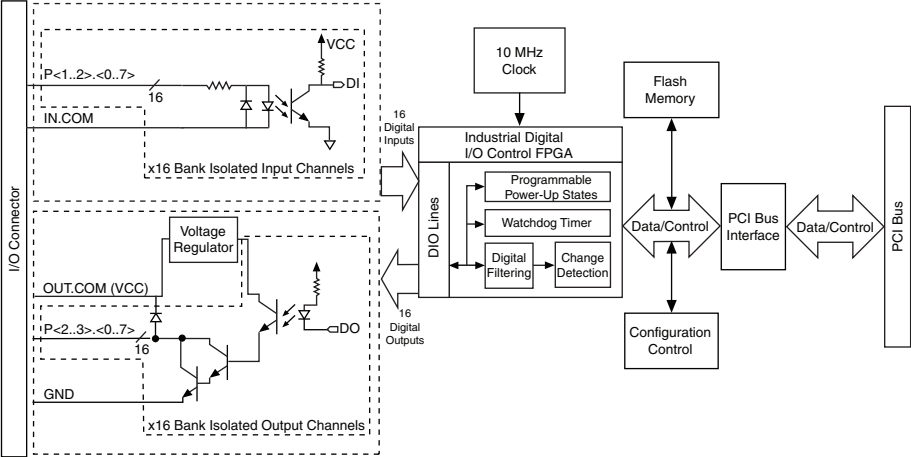 I/O Connector
P<1..2>.<0..7>
16
IN.COM
VCC
DI
x16 Bank Isolated Input Channels
16
Digital
Inputs
10 MHz
Clock
Industrial Digital
I/O Control FPGA
DIO Lines
Programmable
Power-Up States
Watchdog Timer
Digital
Filtering
Change
Detection
Flash
Memory
Data/Control
PCI Bus
Interface
Data/Control
PCI Bus
Configuration
Control
Voltage
Regulator
OUT.COM (VCC)
P<2..3>.<0..7>
16
GND
DO
16
Digital
Outputs
x16 Bank Isolated Output Channels